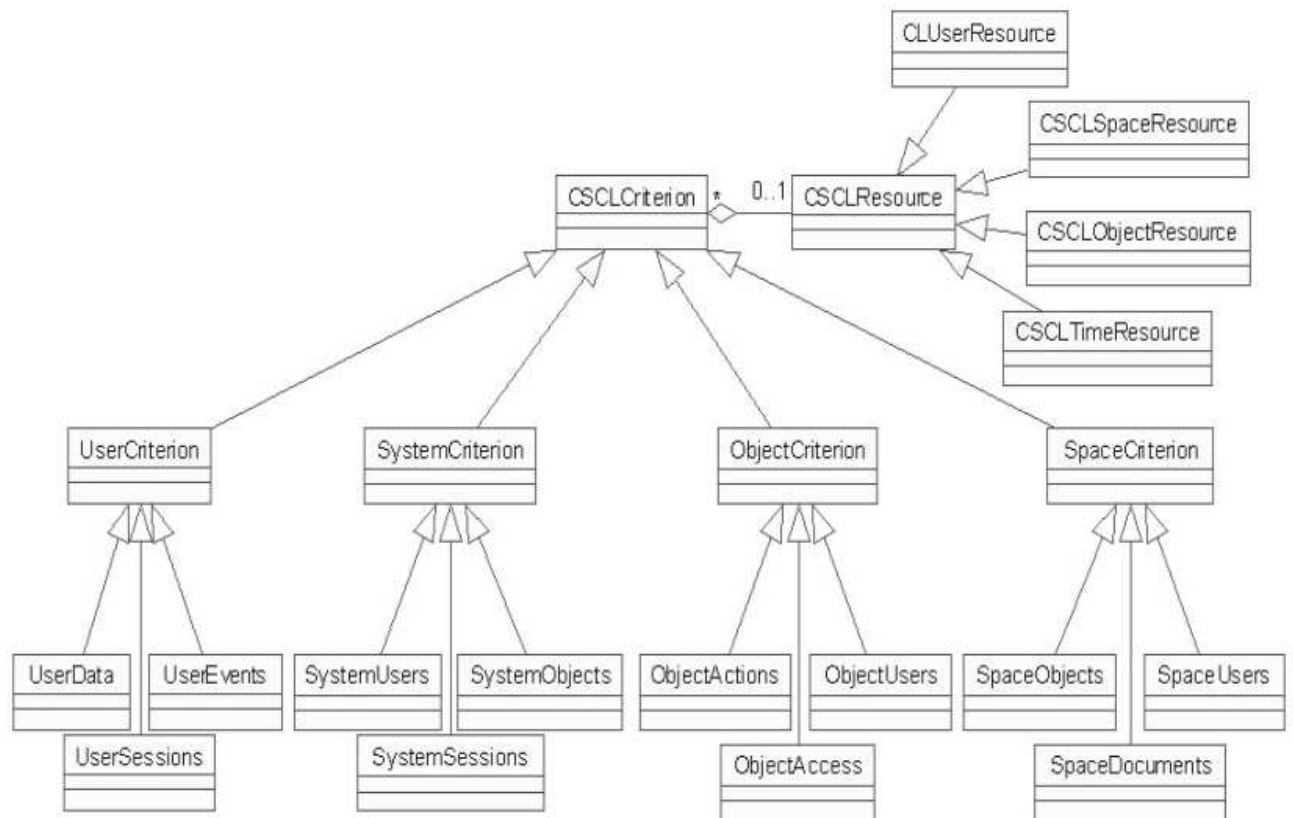 CLUserResource
CSCLSpaceResource
CSCLCriterion
*
0..1
CSCLResource
CSCLObjectResource
CSCLTimeResource
UserCriterion
SystemCriterion
ObjectCriterion
SpaceCriterion
UserData
UserEvents
SystemUsers
SystemObjects
ObjectActions
ObjectUsers
SpaceObjects
SpaceUsers
UserSessions
SystemSessions
ObjectAccess
SpaceDocuments